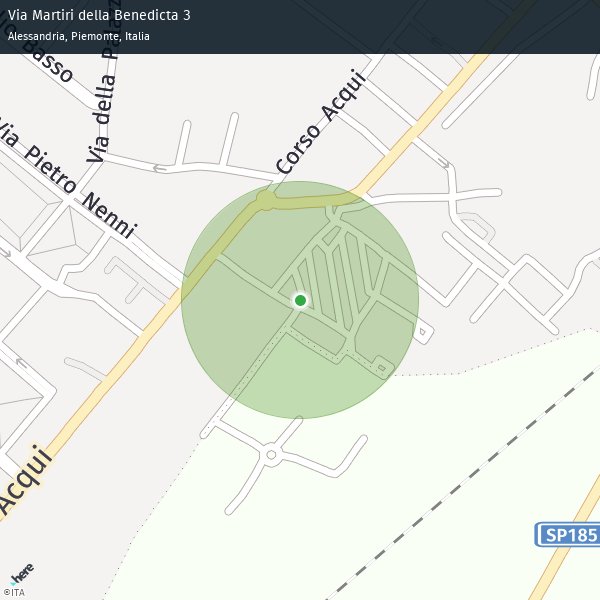 Via Martiri della Benedicta 3
Alessandria, Piemonte, Italia
Basso
Via della
Corso Acqui
Via Pietro Nenni
Acqui
SP185
here
©ITA